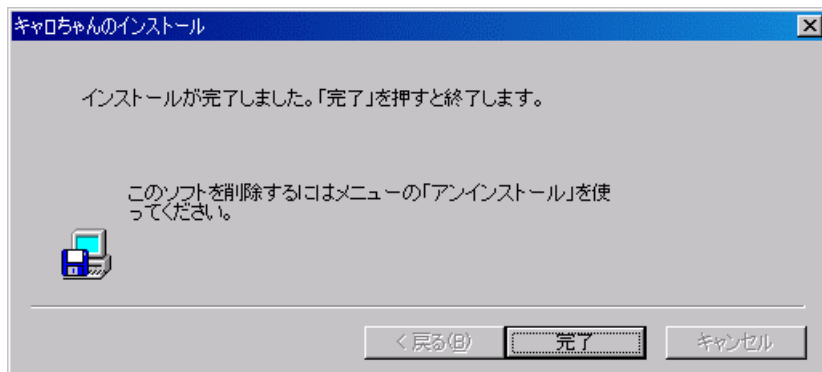 キャロちゃんのインストール
インストールが完了しました。「完了」を押すと終了します。
このソフトを削除するにはメニューの「アンインストール」を使
ってください。
< 戻る(B) 完了 キャンセル